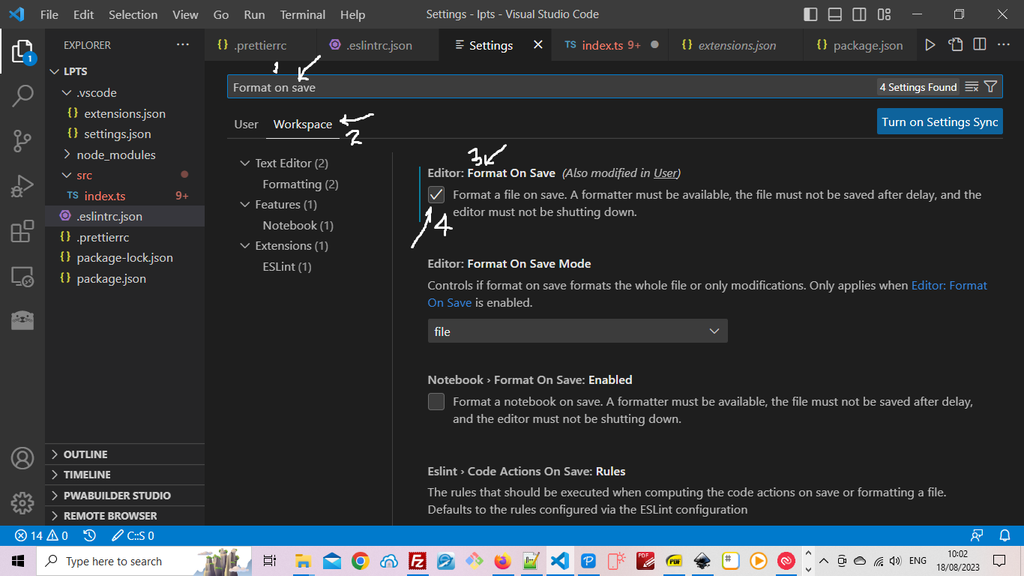 File Edit Selection View Go Run Terminal Help
Settings - lpts - Visual Studio Code
EXPLORER
1
LPTS
.vscode
extensions.json
settings.json
node_modules
src
TS index.ts 9+
.eslintrc.json
.prettierrc
package-lock.json
package.json
OUTLINE
TIMELINE
PWABUILDER STUDIO
REMOTE BROWSER
.prettierrc .eslintrc.json Settings TS index.ts 9+ extensions.json package.json
1
Format on save
4 Settings Found
User Workspace
2
Turn on Settings Sync
Text Editor (2)
Formatting (2)
Features (1)
Notebook (1)
Extensions (1)
ESLint (1)
3
Editor: Format On Save (Also modified in User)
Format a file on save. A formatter must be available, the file must not be saved after delay, and the
editor must not be shutting down.
4
Editor: Format On Save Mode
Controls if format on save formats the whole file or only modifications. Only applies when Editor: Format
On Save is enabled.
file
Notebook › Format On Save: Enabled
Format a notebook on save. A formatter must be available, the file must not be saved after delay,
and the editor must not be shutting down.
Eslint › Code Actions On Save: Rules
The rules that should be executed when computing the code actions on save or formatting a file.
Defaults to the rules configured via the ESLint configuration
14 0 C:\S 0
Type here to search
ENG
10:02
18/08/2023